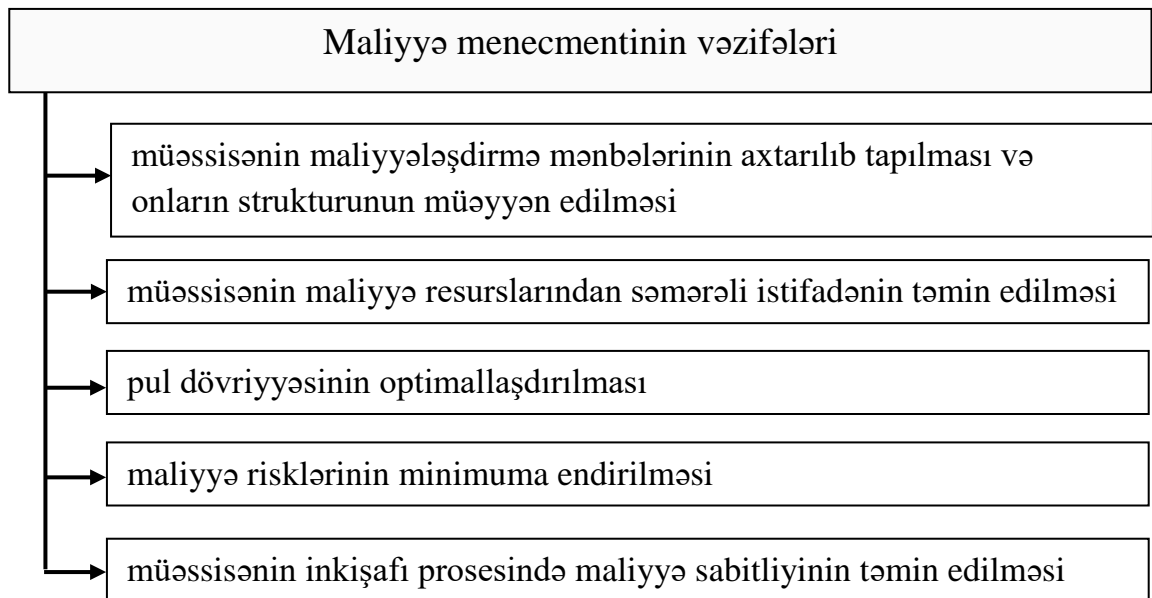 Maliyyə menecmentinin vəzifələri
müəssisənin maliyyələşdirmə mənbələrinin axtarılıb tapılması və
onların strukturunun müəyyən edilməsi
müəssisənin maliyyə resurslarından səmərəli istifadənin təmin edilməsi
pul dövriyyəsinin optimallaşdırılması
maliyyə risklərinin minimuma endirilməsi
müəssisənin inkişafı prosesində maliyyə sabitliyinin təmin edilməsi